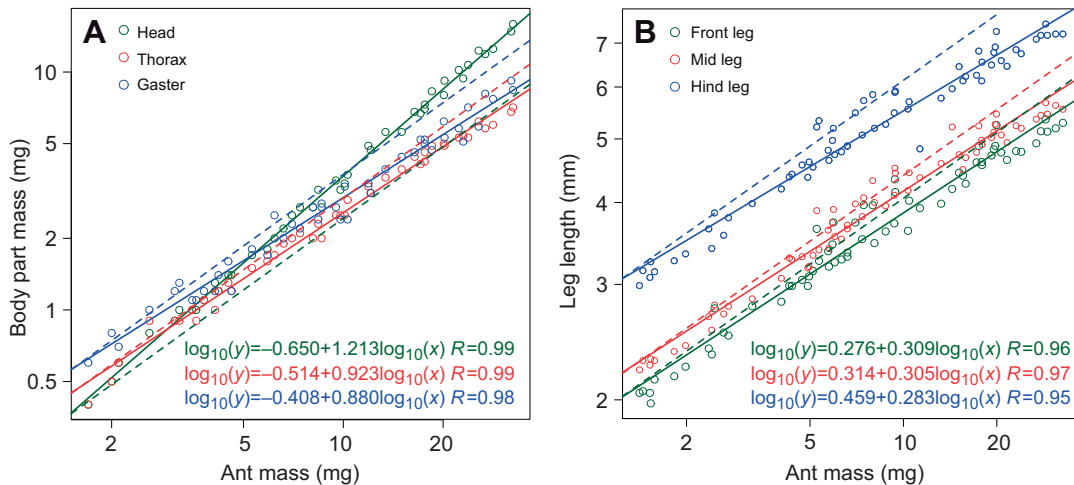 A
Head
Thorax
Gaster
10
5
2
1
0.5
Body part mass (mg)
log10(y)=–0.650+1.213log10(x) R=0.99
log10(y)=–0.514+0.923log10(x) R=0.99
log10(y)=–0.408+0.880log10(x) R=0.98
2 5 10 20
Ant mass (mg)
B
Front leg
Mid leg
Hind leg
7
6
5
4
3
2
Leg length (mm)
log10(y)=0.276+0.309log10(x) R=0.96
log10(y)=0.314+0.305log10(x) R=0.97
log10(y)=0.459+0.283log10(x) R=0.95
2 5 10 20
Ant mass (mg)